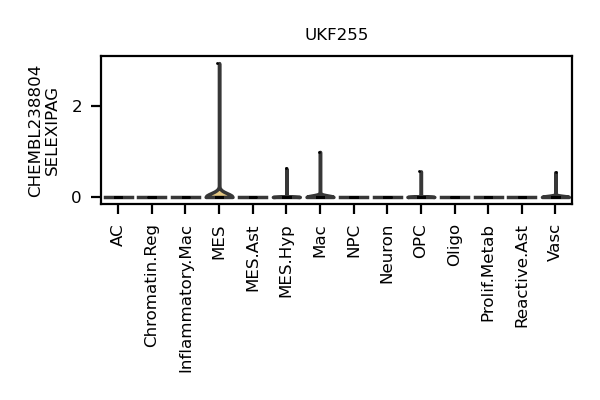 UKF255
CHEMBL238804
SELEXIPAG
2
0
AC
Chromatin.Reg
Inflammatory.Mac
MES
MES.Ast
MES.Hyp
Mac
NPC
Neuron
OPC
Oligo
Prolif.Metab
Reactive.Ast
Vasc